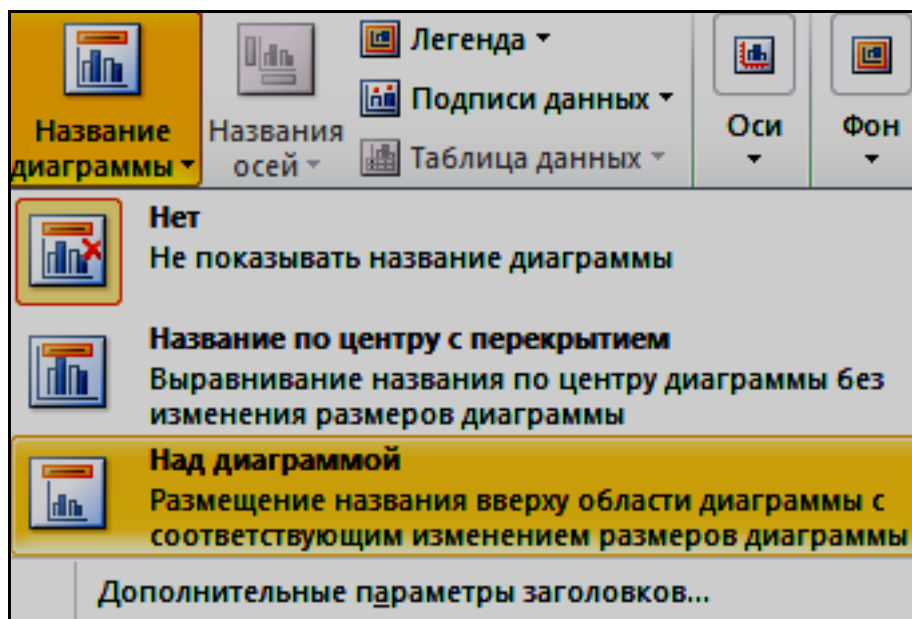 Название
диаграммы
Названия
осей
Легенда
Подписи данных
Таблица данных
Оси
Фон
Нет
Не показывать название диаграммы
Название по центру с перекрытием
Выравнивание названия по центру диаграммы без
изменения размеров диаграммы
Над диаграммой
Размещение названия вверху области диаграммы с
соответствующим изменением размеров диаграммы
Дополнительные параметры заголовков...